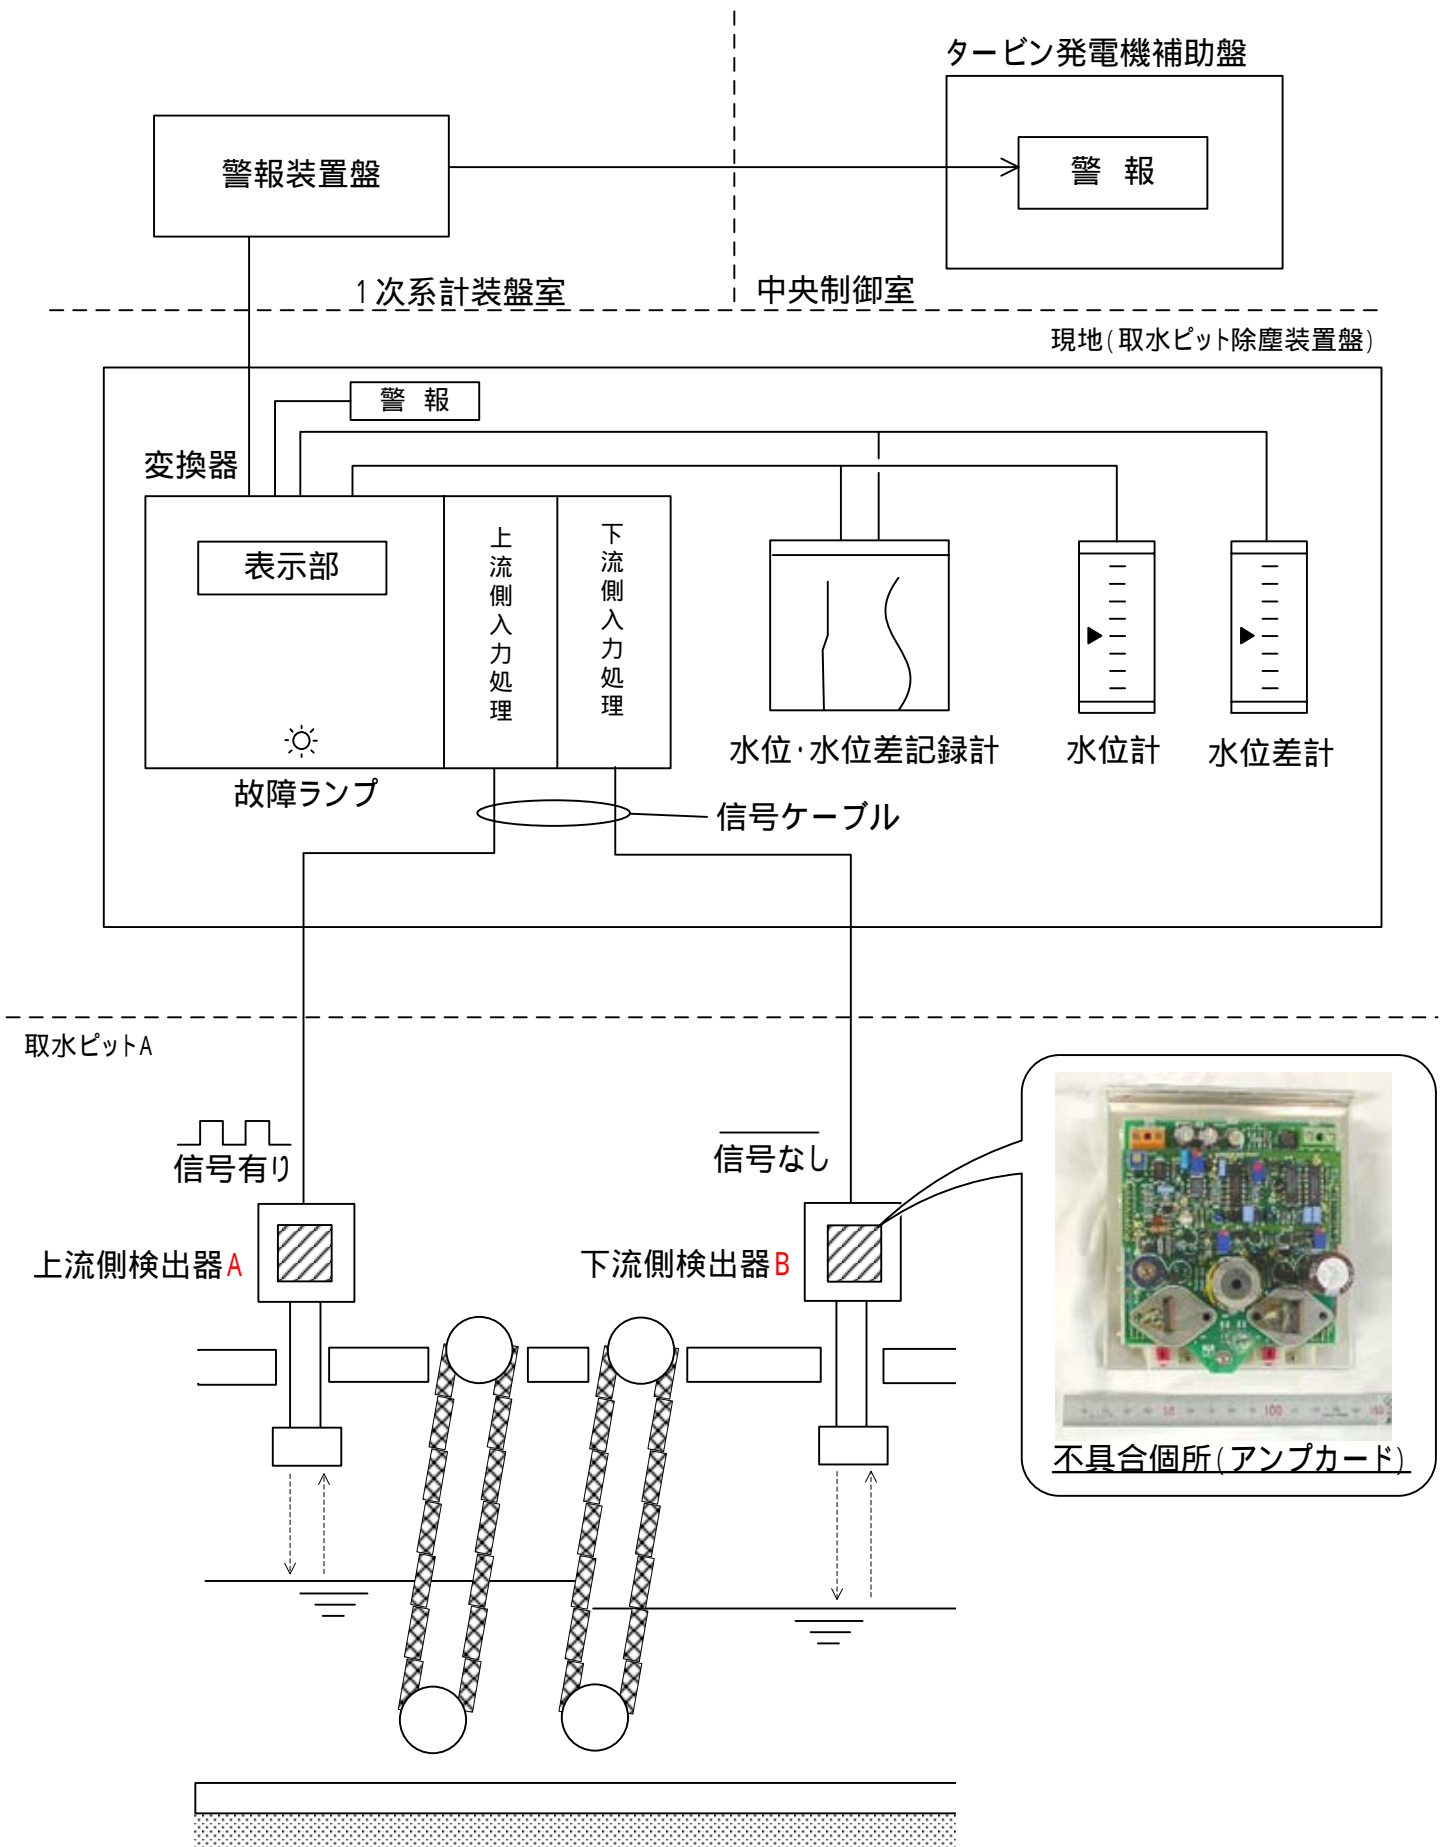 タービン発電機補助盤
警報装置盤
警 報
1次系計装盤室
中央制御室
現地(取水ピット除塵装置盤)
警 報
変換器
表示部
上流側入力処理
下流側入力処理
故障ランプ
水位・水位差記録計
水位計
水位差計
信号ケーブル
取水ピットA
信号有り
信号なし
上流側検出器A
下流側検出器B
50 100 150
不具合個所(アンプカード)